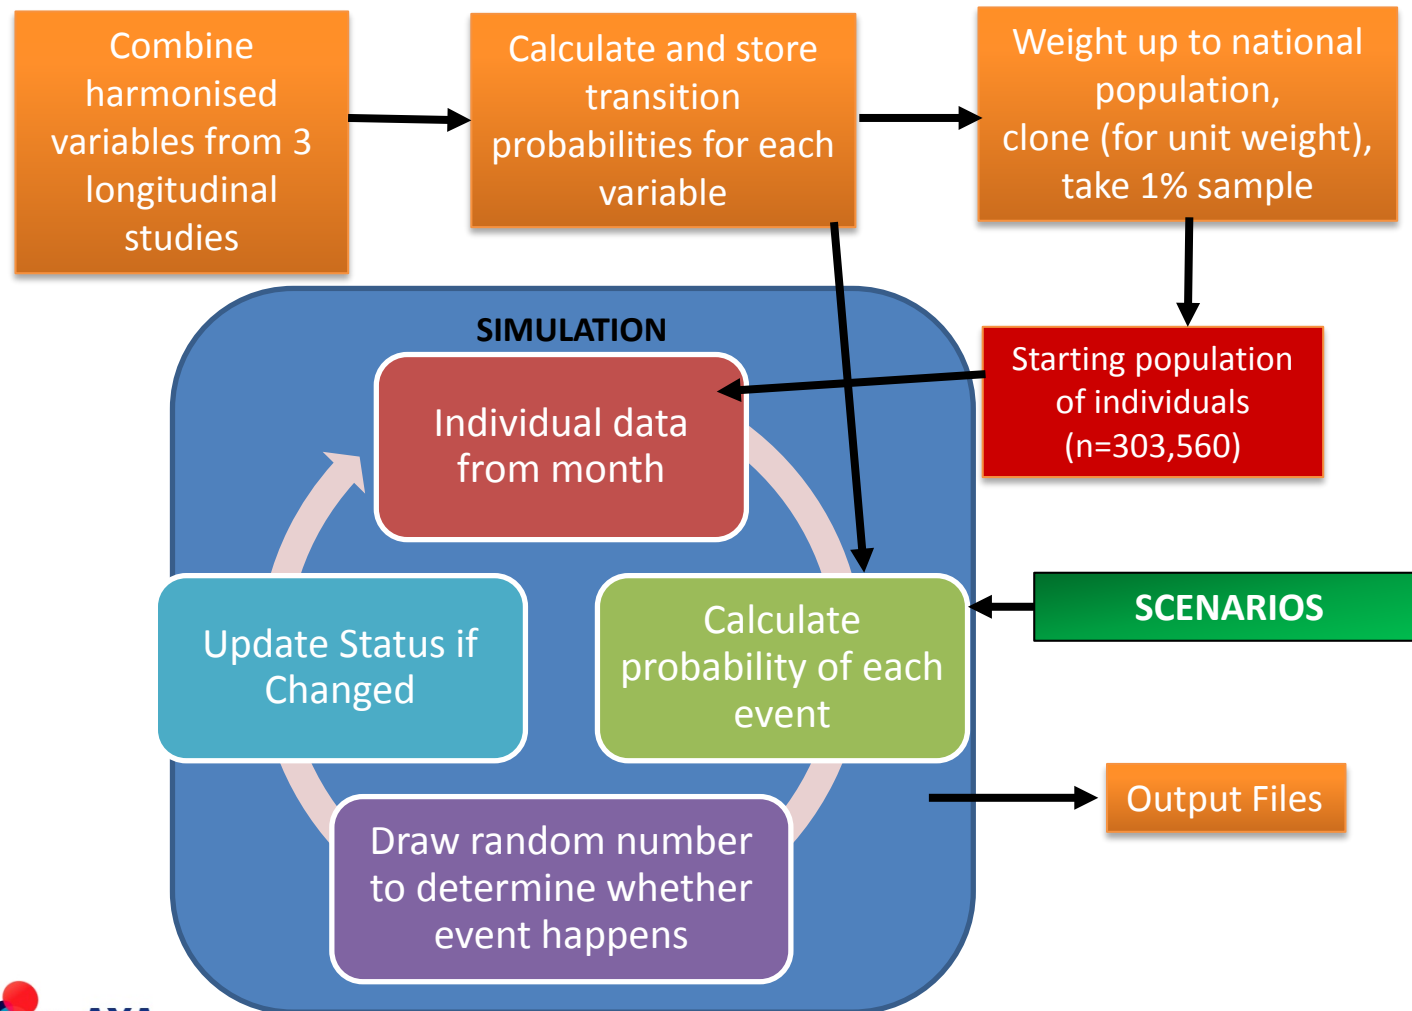 Combine
harmonised
variables from 3
longitudinal
studies
Calculate and store
transition
probabilities for each
variable
Weight up to national
population,
clone (for unit weight),
take 1% sample
SIMULATION
Starting population
of individuals
(n=303,560)
Individual data
from month
Update Status if
Changed
Calculate
probability of each
event
SCENARIOS
Output Files
Draw random number
to determine whether
event happens